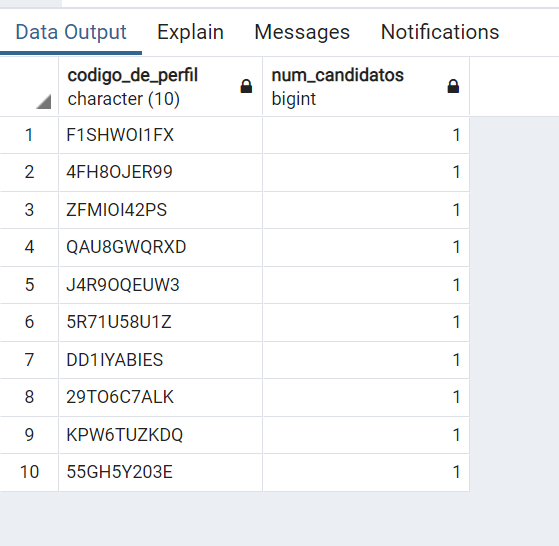 Data Output Explain Messages Notifications
codigo_de_perfil num_candidatos
character (10) bigint
1 F1SHWOI1FX 1
2 4FH8OJER99 1
3 ZFMIOI42PS 1
4 QAU8GWQRXD 1
5 J4R9OQEUW3 1
6 5R71U58U1Z 1
7 DD1IYABIES 1
8 29TO6C7ALK 1
9 KPW6TUZKDQ 1
10 55GH5Y203E 1